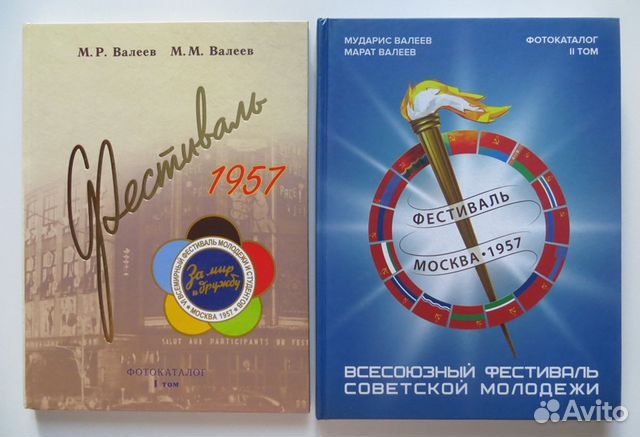 М.Р. Валеев М.М. Валеев
Фестиваль
1957
VI ВСЕМИРНЫЙ ФЕСТИВАЛЬ МОЛОДЕЖИ И СТУДЕНТОВ
За мир
и дружбу
МОСКВА 1957
SALUT AUX PARTICIPANTS DU FEST
ФОТОКАТАЛОГ
I том
МУДАРИС ВАЛЕЕВ
МАРАТ ВАЛЕЕВ
ФОТОКАТАЛОГ
II ТОМ
ФЕСТИВАЛЬ
МОСКВА·1957
ВСЕСОЮЗНЫЙ ФЕСТИВАЛЬ
СОВЕТСКОЙ МОЛОДЕЖИ
Avito